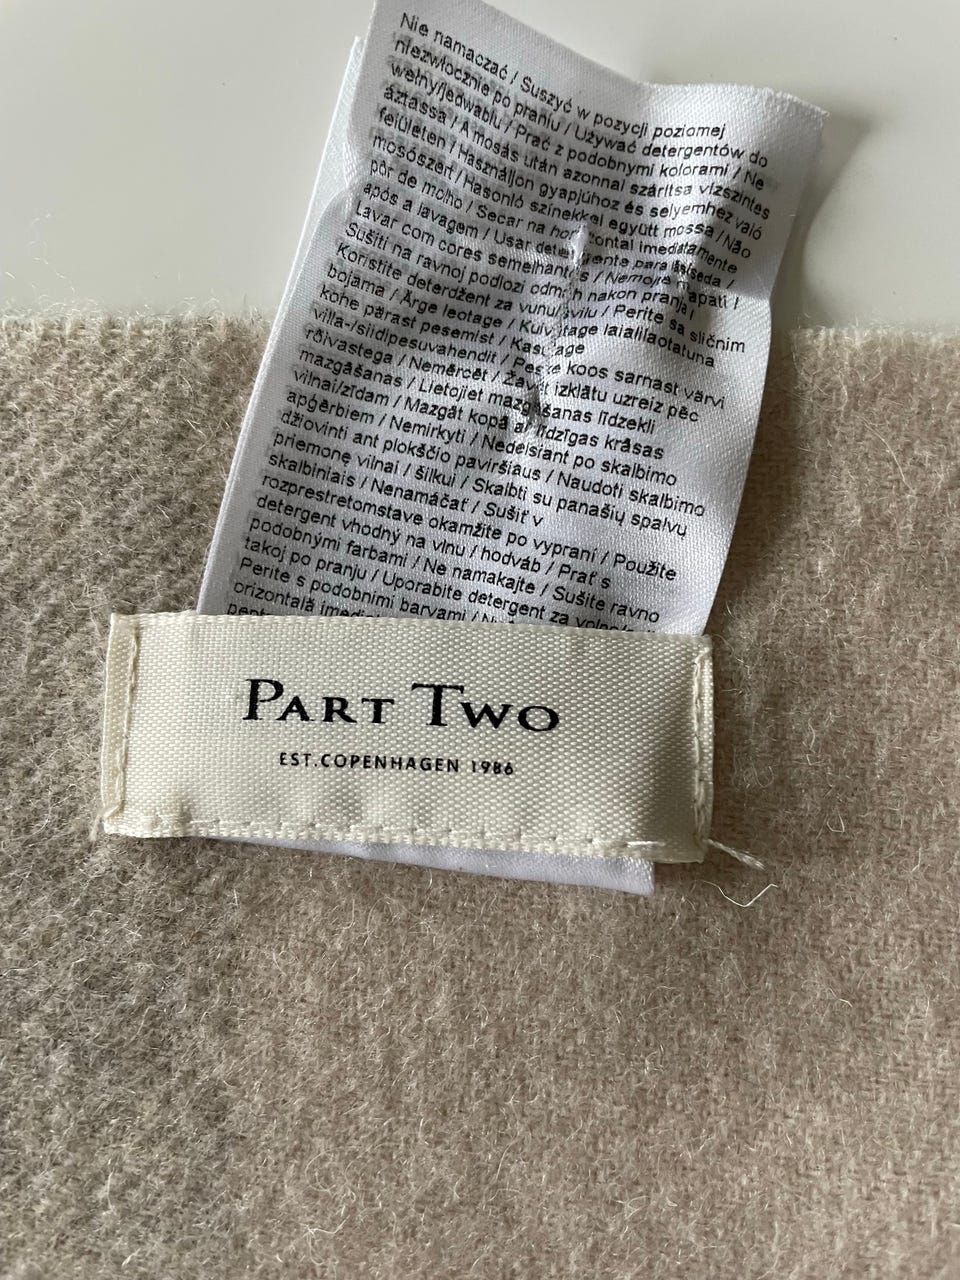 Nie namaczać / Suszyć w pozycji poziomej
niezwłocznie po praniu / Używać detergentów do
wełny/jedwabiu / Prać z podobnymi kolorami / Ne
áztassa / A mosás után azonnal szárítsa vízszintes
felületen / Használjon gyapjúhoz és selyemhez való
mosószert / Hasonló színekkel együtt mossa / Não
pôr de molho / Secar na horizontal imediatamente
após a lavagem / Usar detergente para lã/seda /
Lavar com cores semelhantes / Nemojte napatil
Sušiti na ravnoj podlozi odmah nakon pranja /
Koristite deterdžent za vunu/svilu / Perite sa sličnim
bojama / Ärge leotage / Kuivatage laialilaotatuna
kohe pärast pesemist / Kasutage
villa-/siidipesuvahendit / Peske koos sarnast värvi
rõivastega / Nemērcēt / Žāvēt izklātu uzreiz pēc
mazgāšanas / Lietojiet mazgāšanas līdzekli
vilnai/zīdam / Mazgāt kopā ar līdzīgas krāsas
apģērbiem / Nemirkyti / Nedelsiant po skalbimo
džiovinti ant plokščio paviršiaus / Naudoti skalbimo
priemonę vilnai / šilkui / Skalbti su panašių spalvų
skalbiniais / Nenamáčať / Sušiť v
rozprestretomstave okamžite po vypraní / Použite
detergent vhodný na vlnu / hodváb / Prať s
podobnými farbami / Ne namakajte / Sušite ravno
takoj po pranju / Uporabite detergent za
Perite s podobnimi barvami /
orizontală
PART TWO
EST.COPENHAGEN 1986